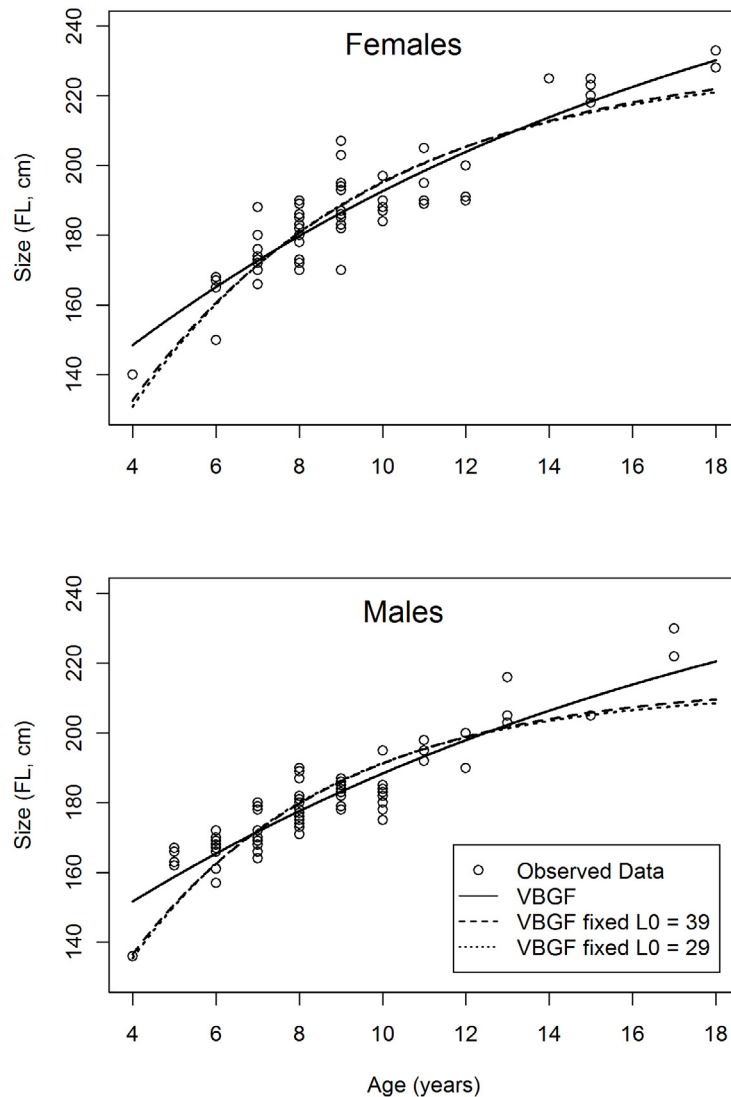 Females
Size (FL, cm)
240
220
200
180
160
140
4 6 8 10 12 14 16 18
Males
Size (FL, cm)
240
220
200
180
160
140
Observed Data
VBGF
VBGF fixed L0 = 39
VBGF fixed L0 = 29
4 6 8 10 12 14 16 18
Age (years)